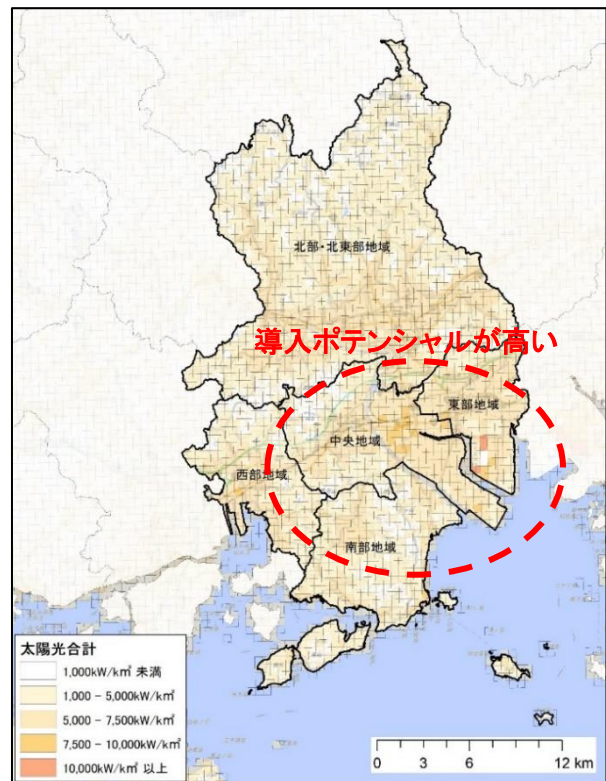 北部・北東部地域
導入ポテンシャルが高い
東部地域
中央地域
西部地域
南部地域
太陽光合計
1,000kW/k㎡ 未満
1,000 - 5,000kW/k㎡
5,000 - 7,500kW/k㎡
7,500 - 10,000kW/k㎡
10,000kW/k㎡ 以上
0 3 6 12 km